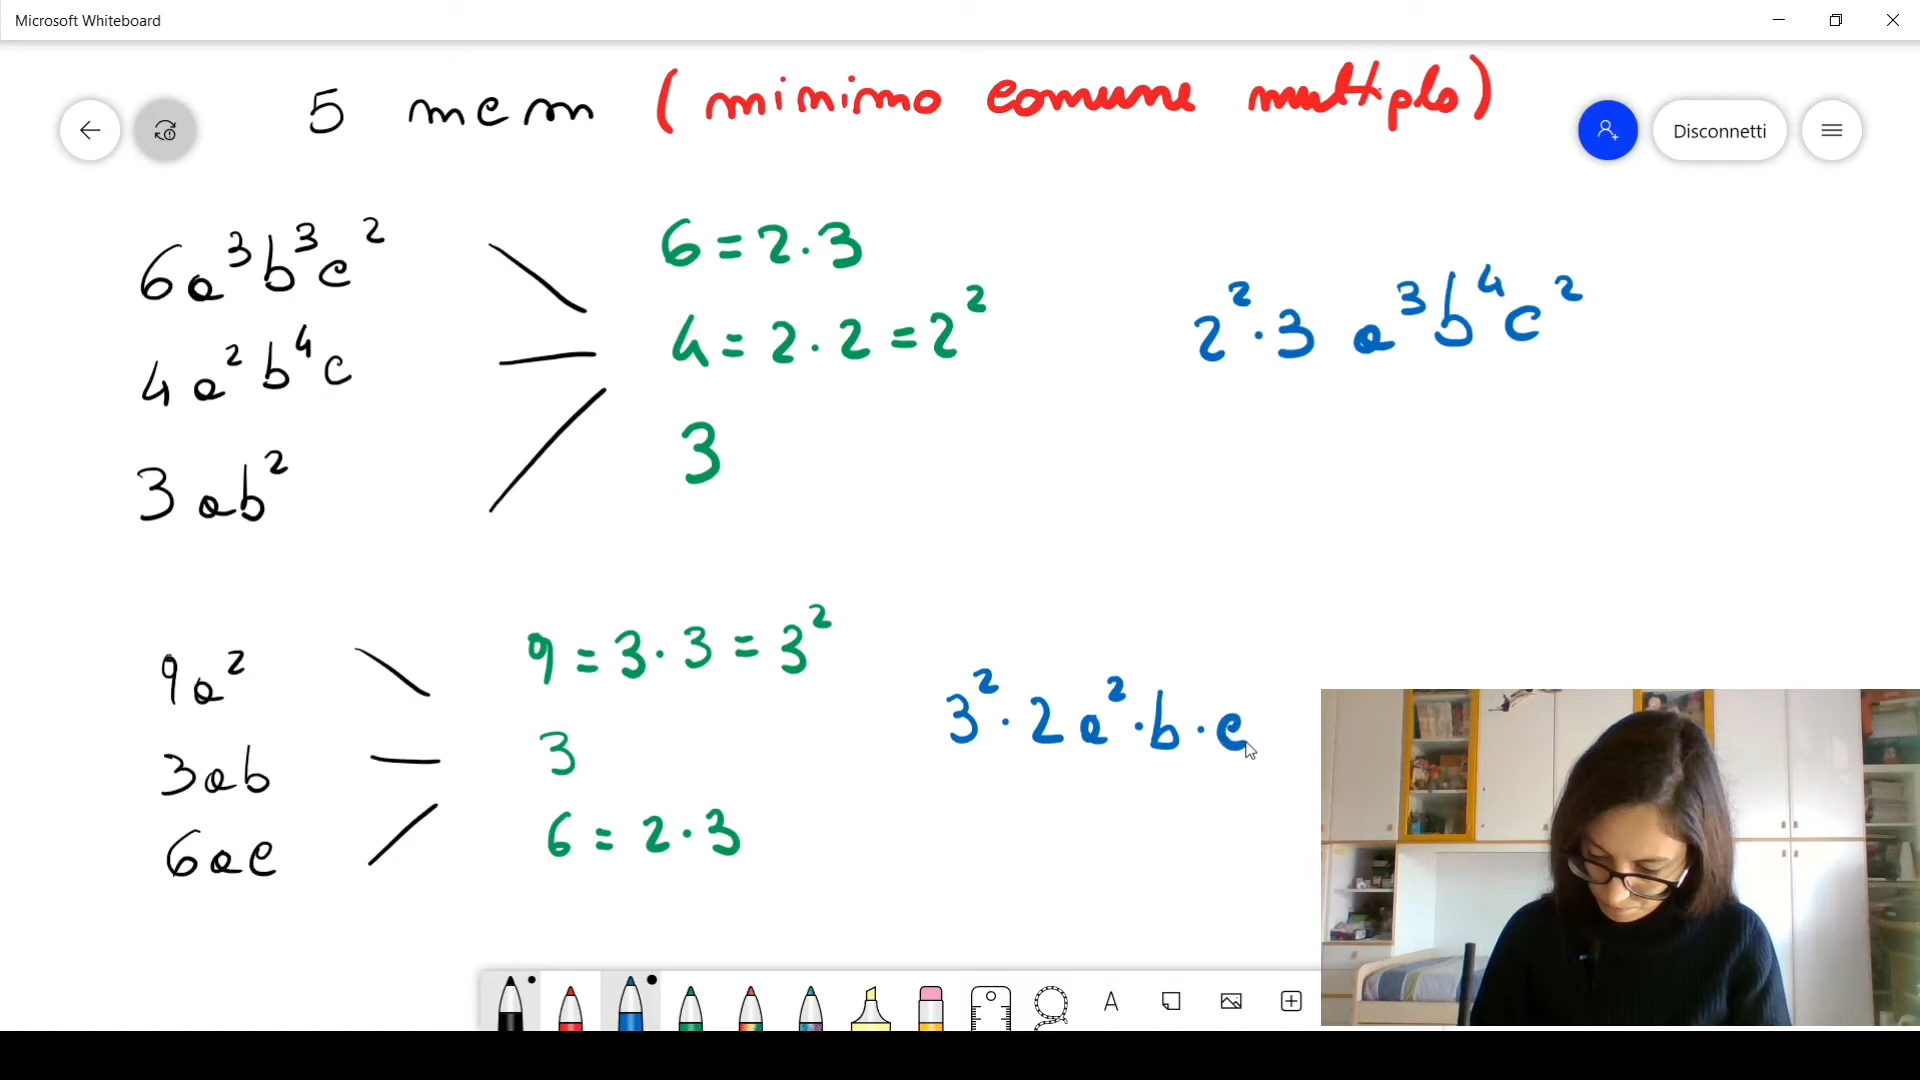 Microsoft Whiteboard
5 mcm (minimo comune multiplo)
Disconnetti
6a³b³c²
6 = 2·3
4a²b⁴c
4 = 2·2 = 2²
2²·3 a³b⁴c²
3ab²
3
9a²
9 = 3·3 = 3²
3ab
3
3²·2a²·b·c
6ac
6 = 2·3
A